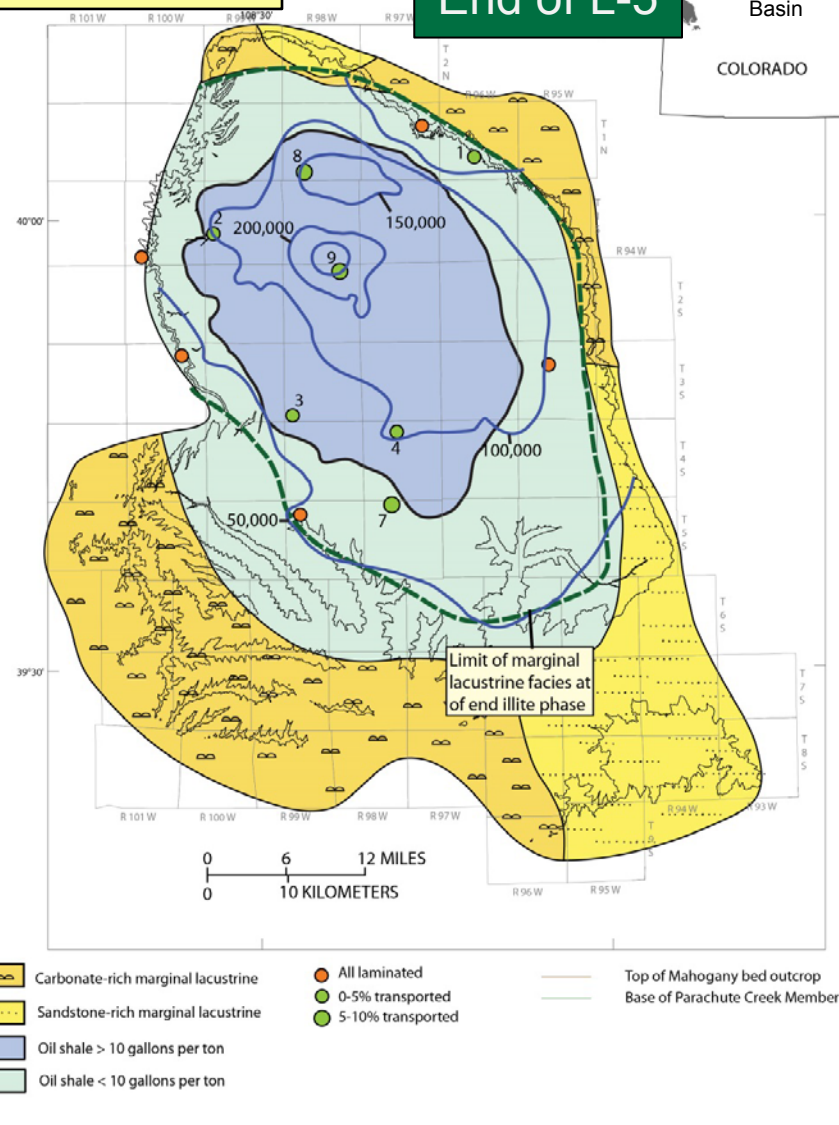 End of L-5
Basin
COLORADO
R 101 W
R 100 W
R 99 W
108°30'
R 98 W
R 97
T
2
N
R 96 W
R 95 W
T
1
N
1
8
2
200,000
150,000
9
40°00'
R 94 W
T
2
S
T
3
S
3
4
100,000
T
4
S
50,000
7
T
5
S
T
6
S
39°30'
Limit of marginal
lacustrine facies at
of end illite phase
T
7
S
T
8
S
R 101 W
R 100 W
R 99 W
R 98 W
R 97W
R 94 W
93W
T
S
0
6
12 MILES
0
10 KILOMETERS
R96 W
R95 W
Carbonate-rich marginal lacustrine
Sandstone-rich marginal lacustrine
Oil shale > 10 gallons per ton
Oil shale < 10 gallons per ton
All laminated
0-5% transported
5-10% transported
Top of Mahogany bed outcrop
Base of Parachute Creek Member